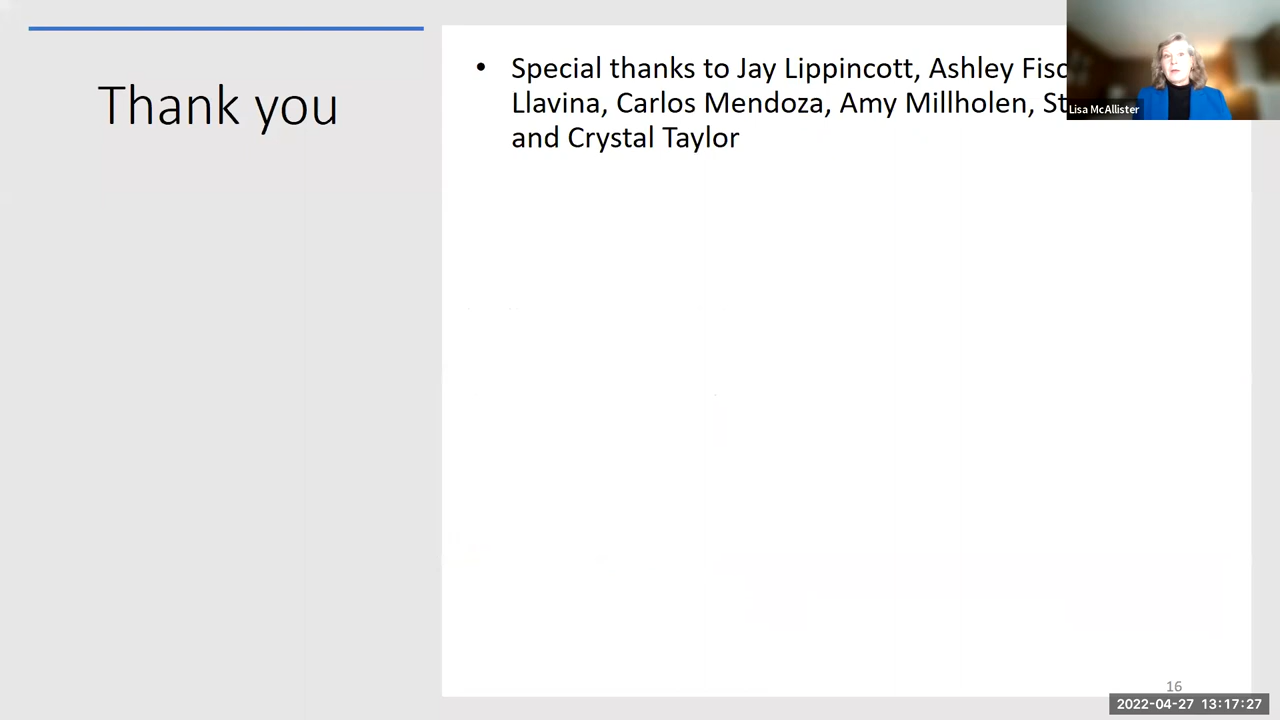 Thank you
• Special thanks to Jay Lippincott, Ashley
Llavina, Carlos Mendoza, Amy Millholen,
and Crystal Taylor
Lisa McAllister
16
2022-04-27 13:17:27